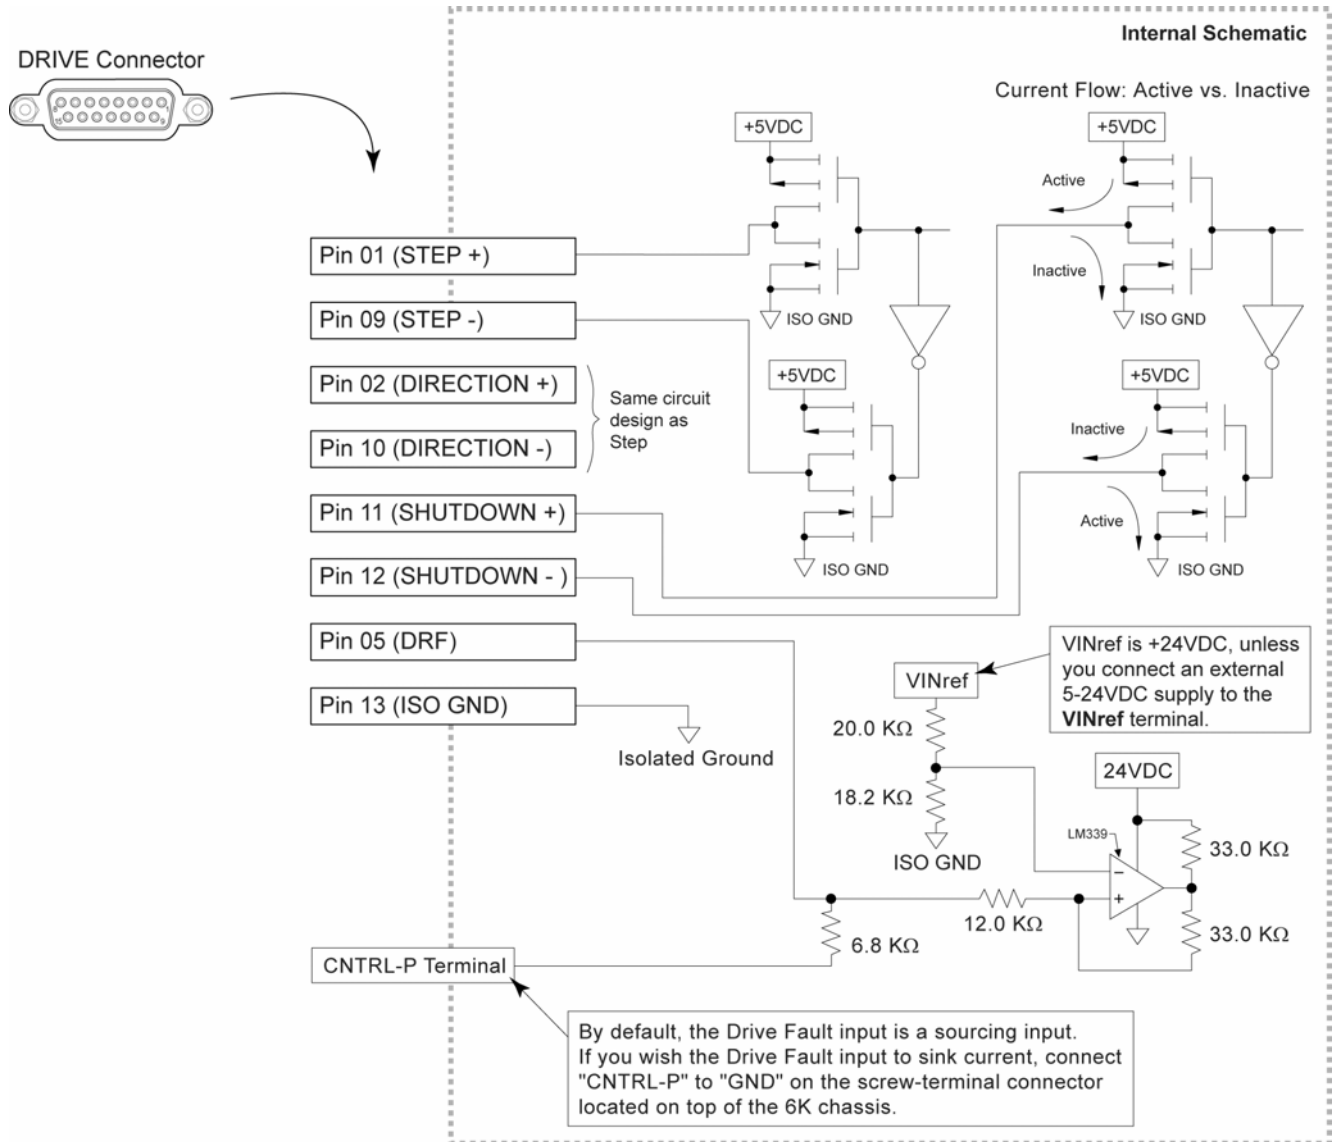 Internal Schematic
DRIVE Connector
Current Flow: Active vs. Inactive
8
1
15
9
+5VDC
+5VDC
Active
Inactive
Pin 01 (STEP +)
Pin 09 (STEP -)
ISO GND
ISO GND
Pin 02 (DIRECTION +)
Pin 10 (DIRECTION -)
Same circuit
design as
Step
+5VDC
+5VDC
Inactive
Active
Pin 11 (SHUTDOWN +)
Pin 12 (SHUTDOWN - )
ISO GND
ISO GND
Pin 05 (DRF)
Pin 13 (ISO GND)
Isolated Ground
VINref
VINref is +24VDC, unless
you connect an external
5-24VDC supply to the
VINref terminal.
20.0 KΩ
18.2 KΩ
ISO GND
24VDC
LM339
33.0 KΩ
−
+
12.0 KΩ
33.0 KΩ
6.8 KΩ
CNTRL-P Terminal
By default, the Drive Fault input is a sourcing input.
If you wish the Drive Fault input to sink current, connect
"CNTRL-P" to "GND" on the screw-terminal connector
located on top of the 6K chassis.